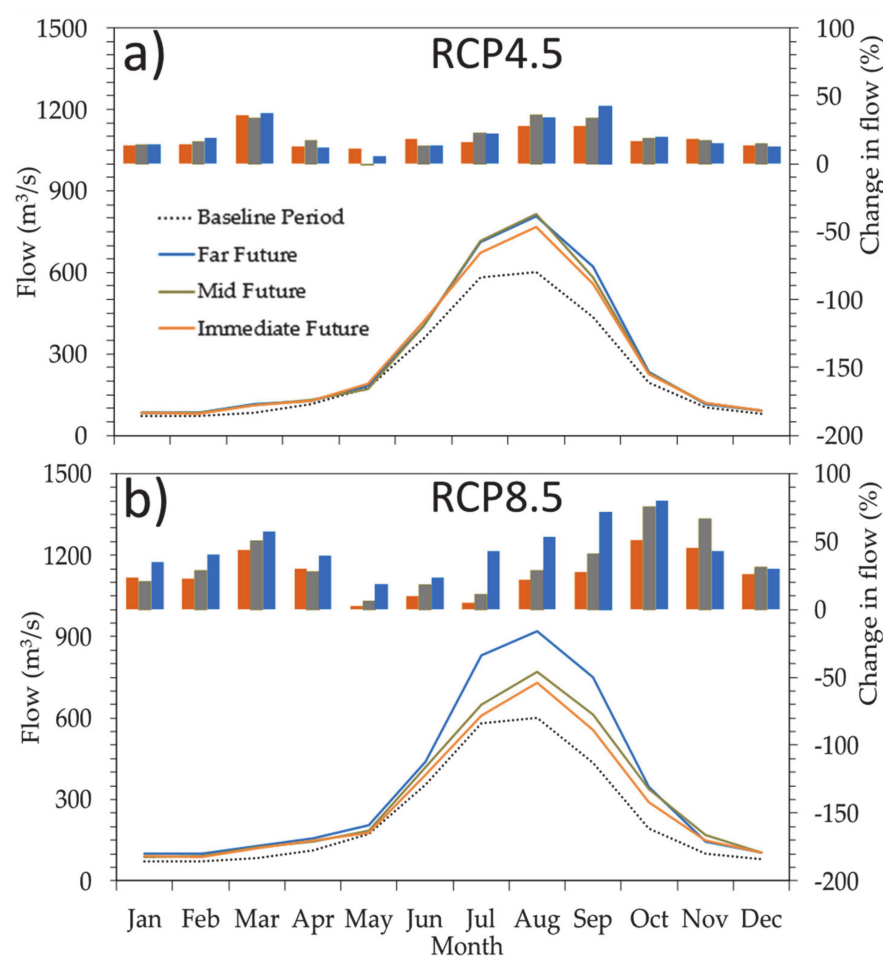 a)
RCP4.5
1500
1200
900
600
300
0
Flow (m³/s)
100
50
0
-50
-100
-150
-200
Change in flow (%)
Baseline Period
Far Future
Mid Future
Immediate Future
b)
RCP8.5
1500
1200
900
600
300
0
Flow (m³/s)
100
50
0
-50
-100
-150
-200
Change in flow (%)
Jan Feb Mar Apr May Jun Jul Aug Sep Oct Nov Dec
Month